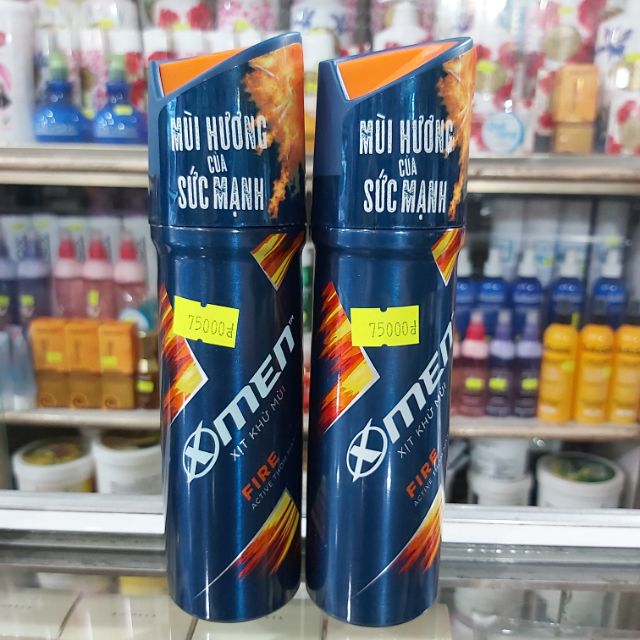 MÙI HƯƠNG
CỦA
SỨC MẠNH
75000đ
XMEN
XỊT KHỬ MÙI
FIRE
MÙI HƯƠNG
CỦA
SỨC MẠNH
75000đ
XMEN
XỊT KHỬ MÙI
FIRE